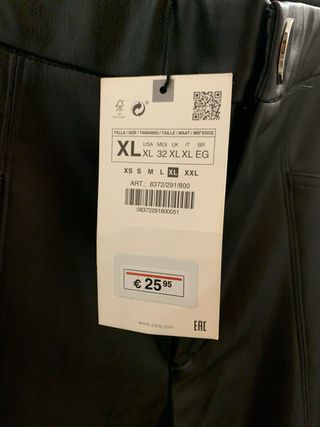 TALLA / SIZE / TAMANHO / TAILLE / MAAT / ΜΕΓΕΘΟΣ
USA MEX UK IT BR
XL XL 32 XL XL EG
XS S M L XL XXL
ART.: 8372/291/800
08372291800051
€ 25 95
www.zara.com
EAC